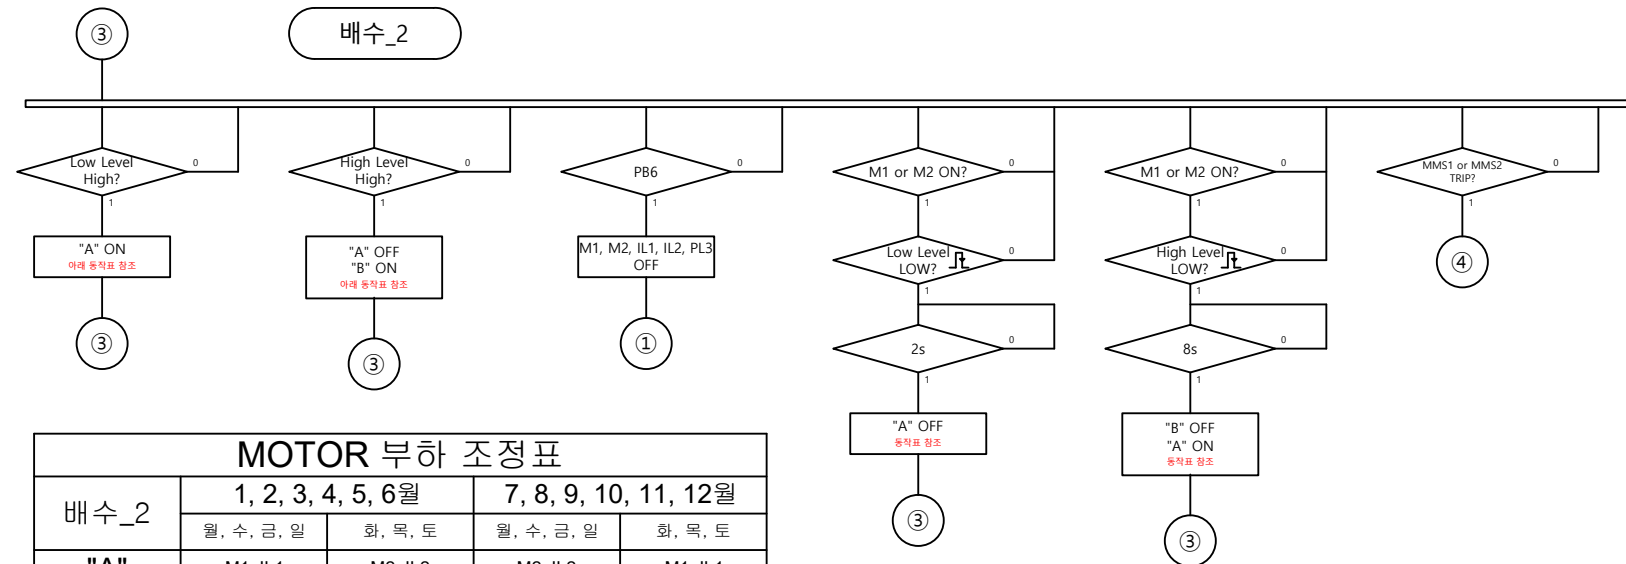 ③
배수_2
Low Level
High?
0
1
"A" ON
아래 동작표 참조
③
High Level
High?
0
1
"A" OFF
"B" ON
아래 동작표 참조
③
PB6
0
1
M1, M2, IL1, IL2, PL3
OFF
①
M1 or M2 ON?
0
1
Low Level
LOW?
0
1
2s
0
1
"A" OFF
동작표 참조
③
M1 or M2 ON?
0
1
High Level
LOW?
0
1
8s
0
1
"B" OFF
"A" ON
동작표 참조
③
MMS1 or MMS2
TRIP?
0
1
④
MOTOR 부하 조정표
배수_2
1, 2, 3, 4, 5, 6월
7, 8, 9, 10, 11, 12월
월, 수, 금, 일
화, 목, 토
월, 수, 금, 일
화, 목, 토
"A"